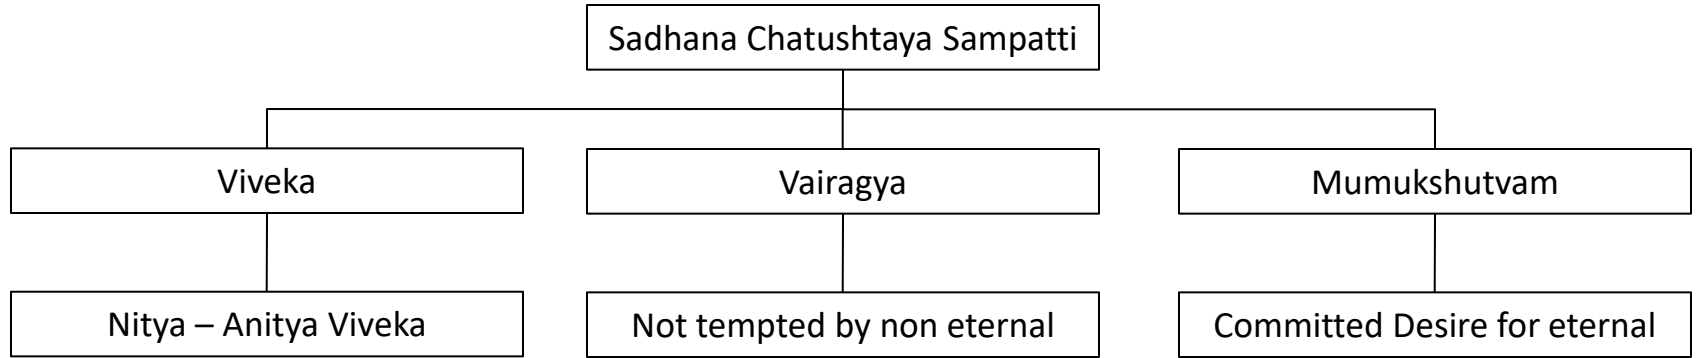 Sadhana Chatushtaya Sampatti
Viveka
Vairagya
Mumukshutvam
Nitya – Anitya Viveka
Not tempted by non eternal
Committed Desire for eternal